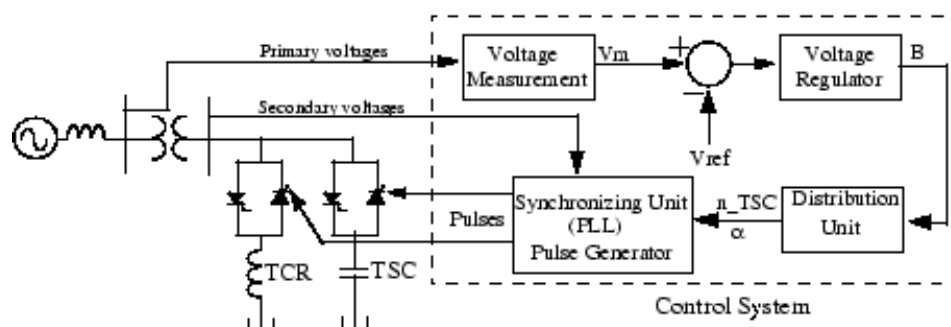 Primary voltages
Voltage
Measurement
Vm
+
−
Voltage
Regulator
B
Secondary voltages
Vref
Synchronizing Unit
(PLL)
Pulse Generator
n_TSC
α
Distribution
Unit
Pulses
TCR
TSC
Control System